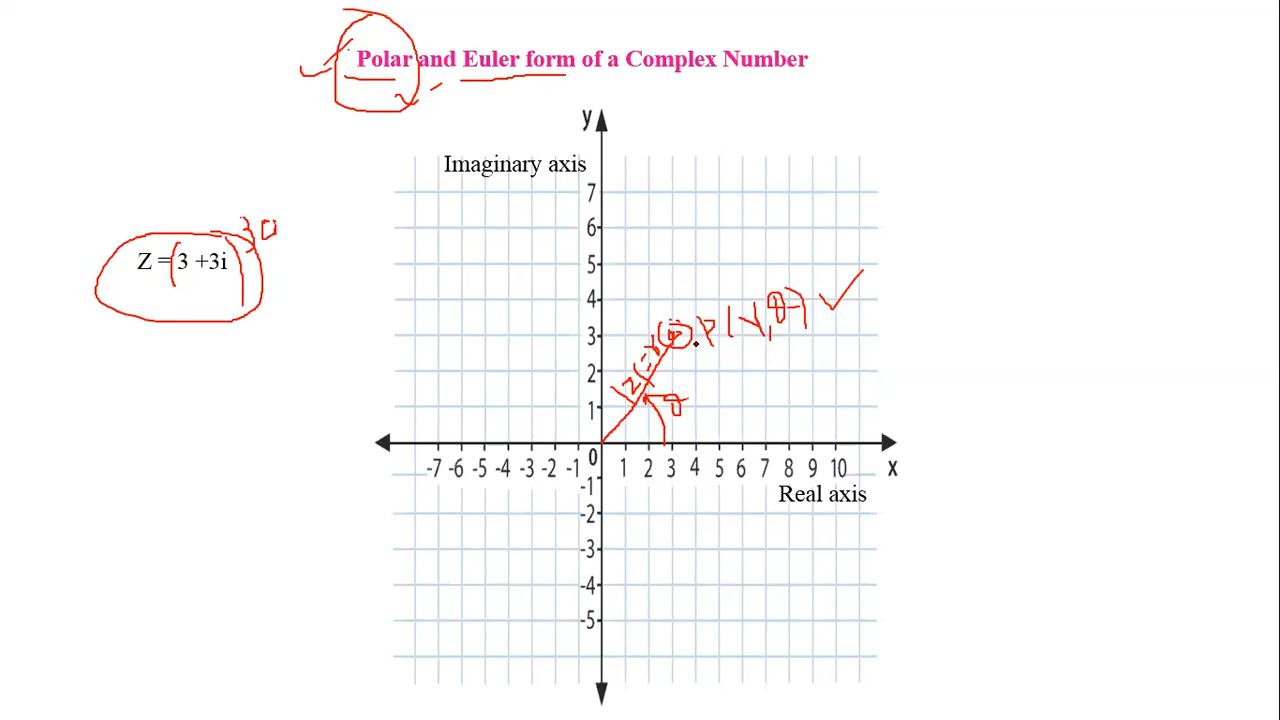 Polar and Euler form of a Complex Number
y
Imaginary axis
7
6
5
Z = (3 +3i)
30
4
3
P(r,θ)
2
|z|=r
1
θ
0
-7 -6 -5 -4 -3 -2 -1 1 2 3 4 5 6 7 8 9 10 x
-1
Real axis
-2
-3
-4
-5